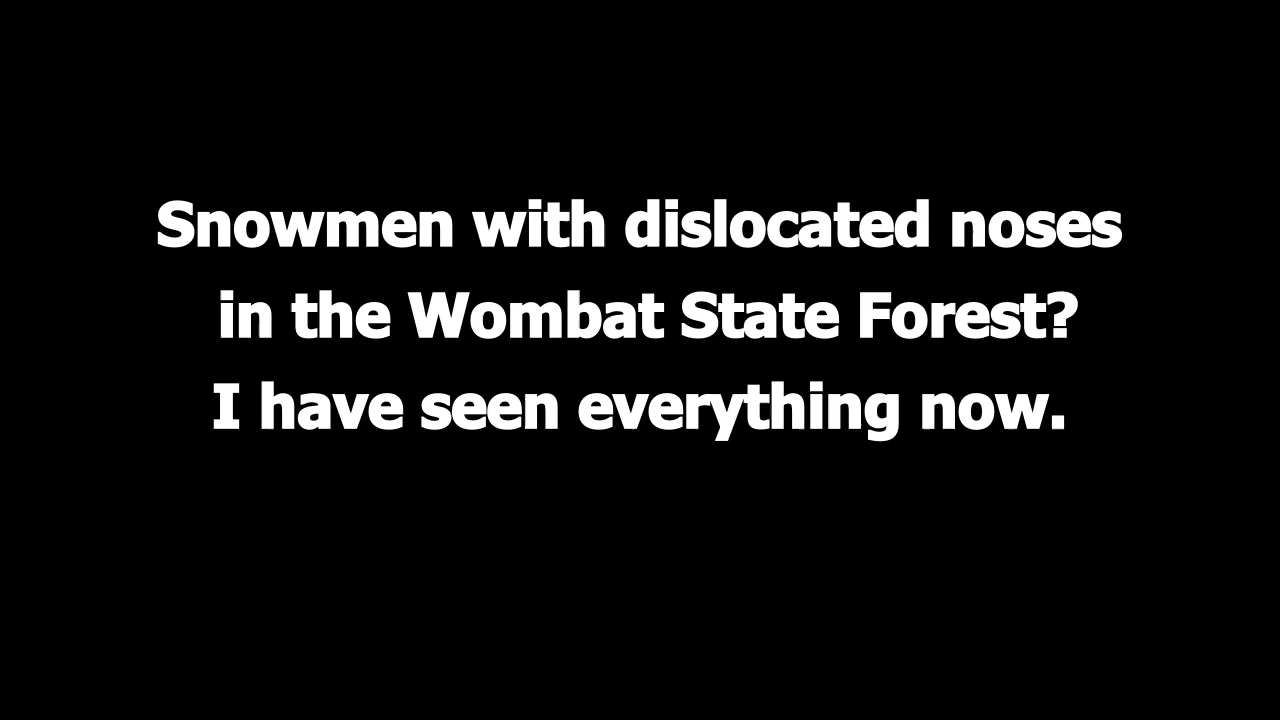 Snowmen with dislocated noses
in the Wombat State Forest?
I have seen everything now.